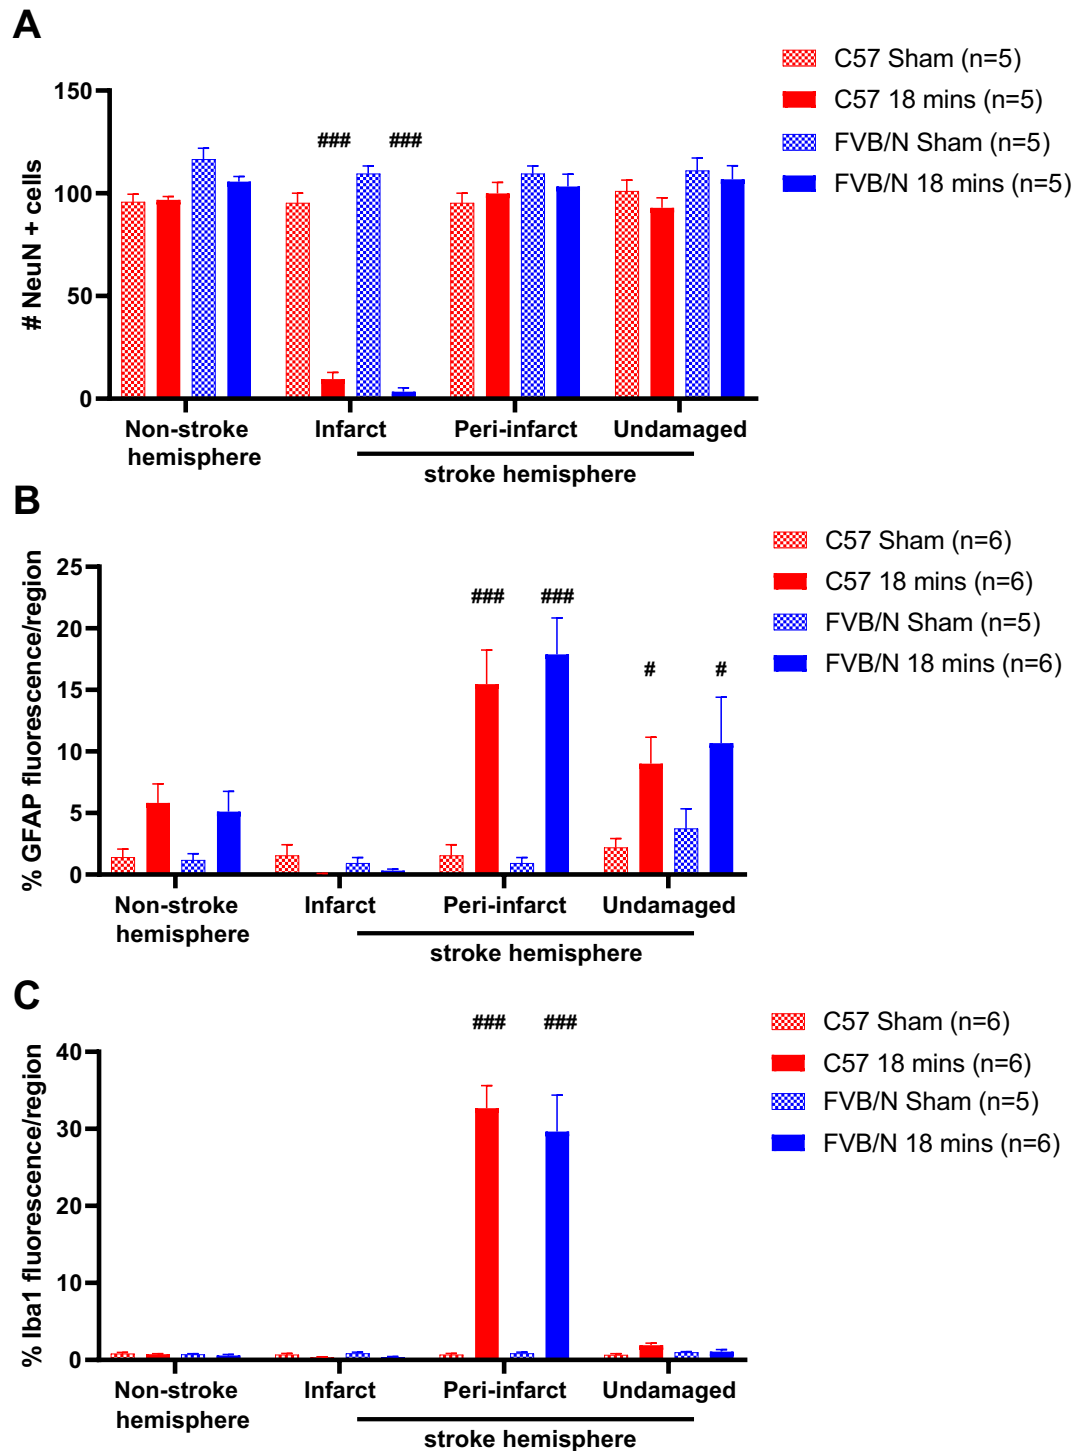 A
C57 Sham (n=5)
C57 18 mins (n=5)
FVB/N Sham (n=5)
FVB/N 18 mins (n=5)
# NeuN + cells
150
100
50
0
### ###
Non-stroke hemisphere
Infarct
Peri-infarct
Undamaged
stroke hemisphere
B
C57 Sham (n=6)
C57 18 mins (n=6)
FVB/N Sham (n=5)
FVB/N 18 mins (n=6)
% GFAP fluorescence/region
25
20
15
10
5
0
### ###
# #
Non-stroke hemisphere
Infarct
Peri-infarct
Undamaged
stroke hemisphere
C
C57 Sham (n=6)
C57 18 mins (n=6)
FVB/N Sham (n=5)
FVB/N 18 mins (n=6)
% Iba1 fluorescence/region
40
30
20
10
0
### ###
Non-stroke hemisphere
Infarct
Peri-infarct
Undamaged
stroke hemisphere